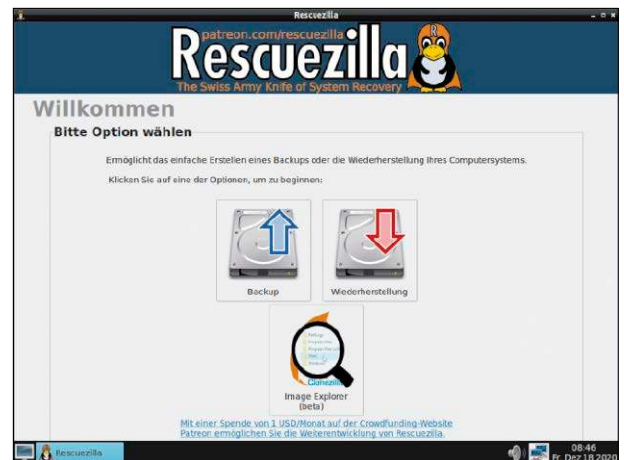 Rescuezilla
patreon.com/rescuezilla
Rescuezilla
R
The Swiss Army Knife of System Recovery
Willkommen
Bitte Option wählen
Ermöglicht das einfache Erstellen eines Backups oder die Wiederherstellung Ihres Computersystems.
Klicken Sie auf eine der Optionen, um zu beginnen:
Backup
Wiederherstellung
Clonezilla
Image Explorer
(beta)
Mit einer Spende von 1 USD/Monat auf der Crowdfunding-Website
Patreon ermöglichen Sie die Weiterentwicklung von Rescuezilla.
Rescuezilla
08:46
Fr. Dez 18 2020